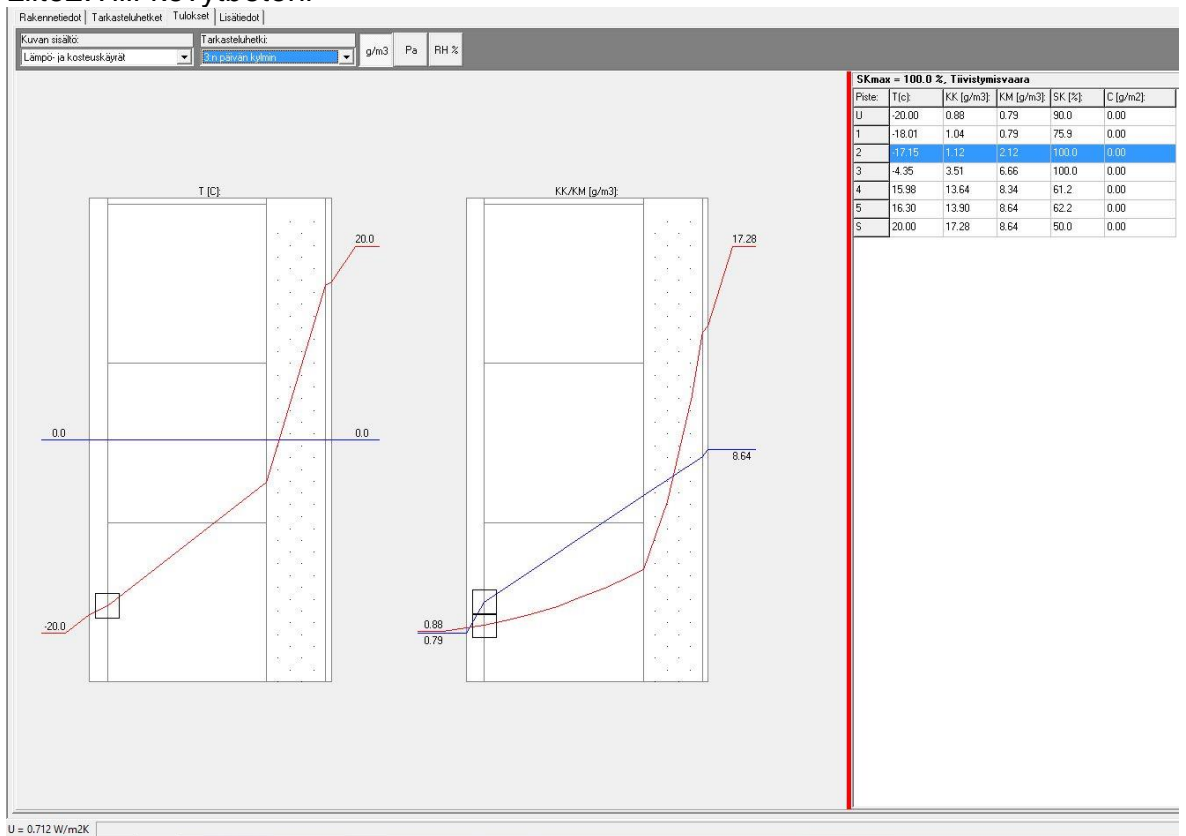 Rakennetiedot Tarkasteluhetket Tulokset Lisätiedot
Kuvan sisältö: Tarkasteluhetki:
Lämpö- ja kosteuskäyrät 3:n päivän kylmin g/m3 Pa RH %
SKmax = 100.0 %, Tiivistymisvaara
Piste: T(c): KK [g/m3]: KM [g/m3]: SK [%]: C [g/m2]:
U -20.00 0.88 0.79 90.0 0.00
1 -18.01 1.04 0.79 75.9 0.00
2 -17.15 1.12 2.12 100.0 0.00
3 -4.35 3.51 6.66 100.0 0.00
4 15.98 13.64 8.34 61.2 0.00
5 16.30 13.90 8.64 62.2 0.00
S 20.00 17.28 8.64 50.0 0.00
T [C]: KK/KM [g/m3]:
20.0 17.28
0.0 0.0
8.64
-20.0 0.88
0.79
U = 0.712 W/m2K